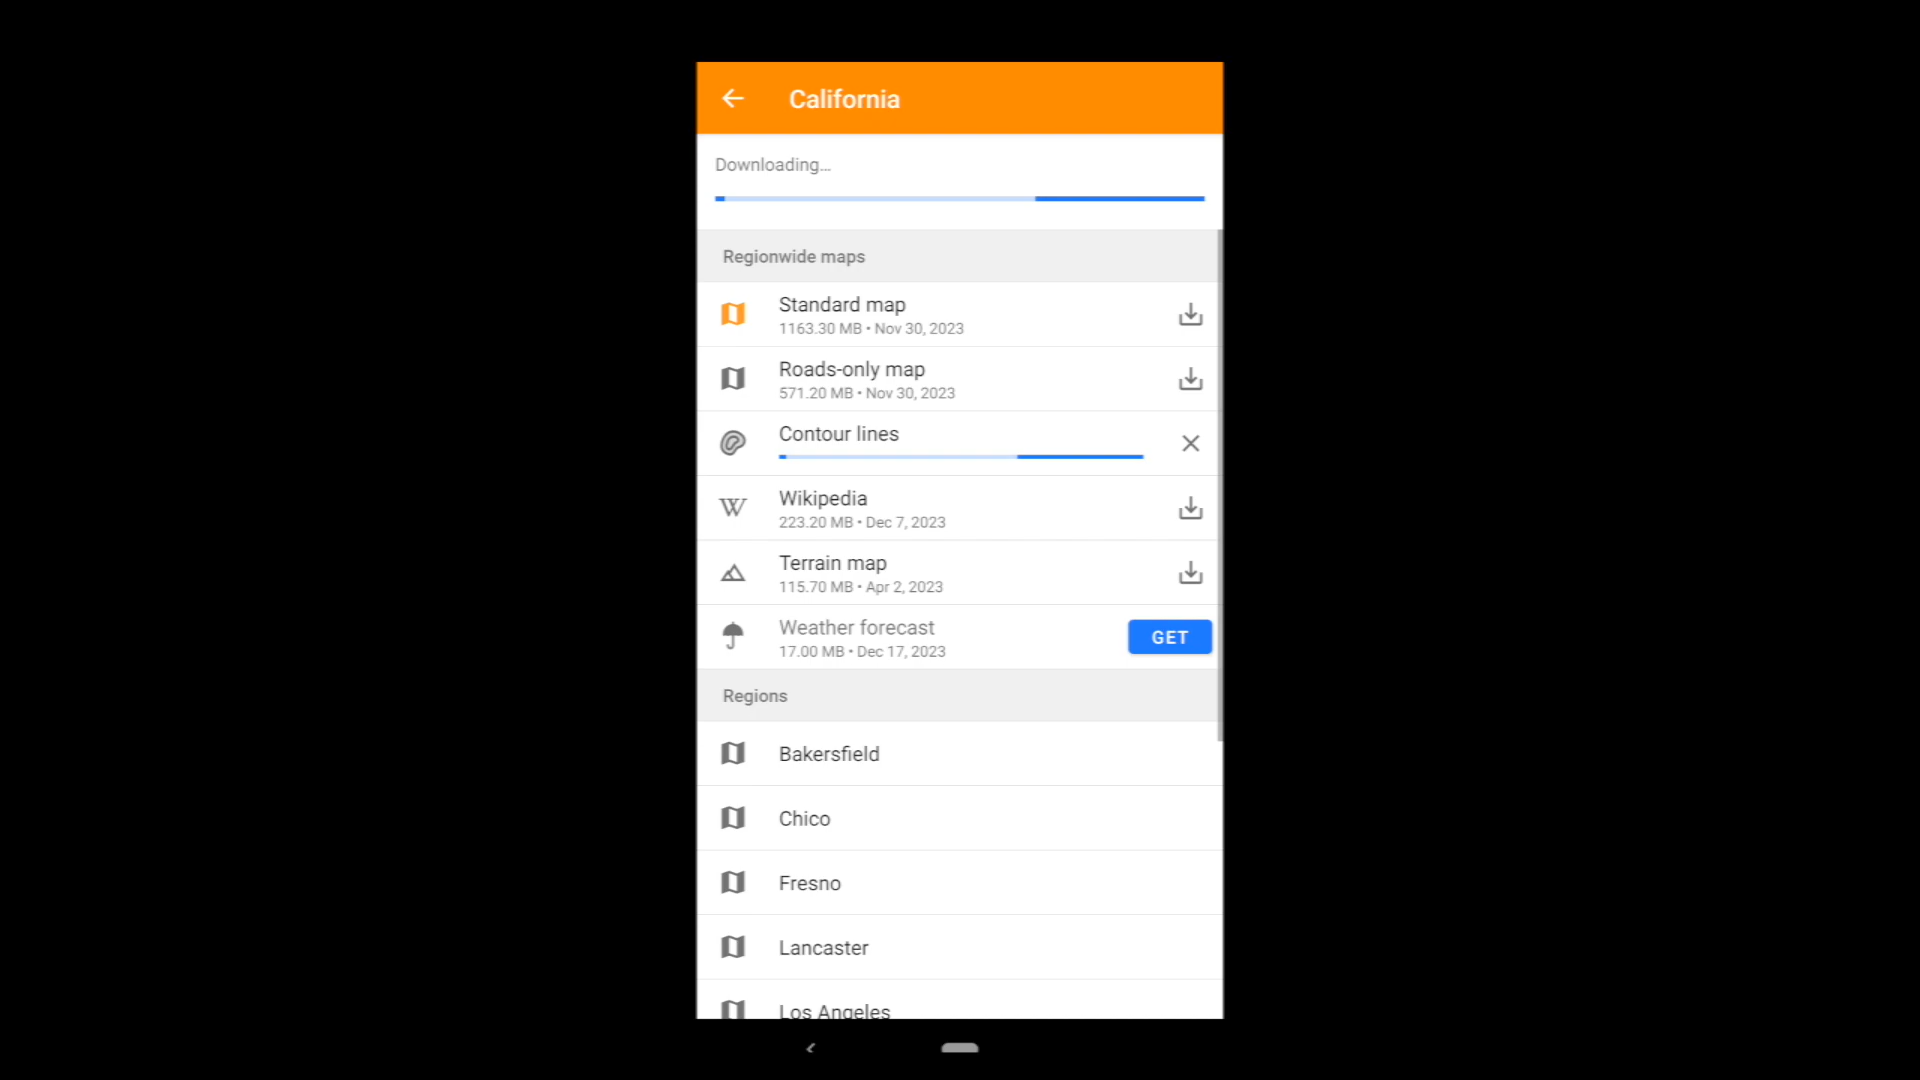 California
Downloading…
Regionwide maps
Standard map
1163.30 MB • Nov 30, 2023
Roads-only map
571.20 MB • Nov 30, 2023
Contour lines
W Wikipedia
223.20 MB • Dec 7, 2023
Terrain map
115.70 MB • Apr 2, 2023
Weather forecast
17.00 MB • Dec 17, 2023
GET
Regions
Bakersfield
Chico
Fresno
Lancaster
Los Angeles